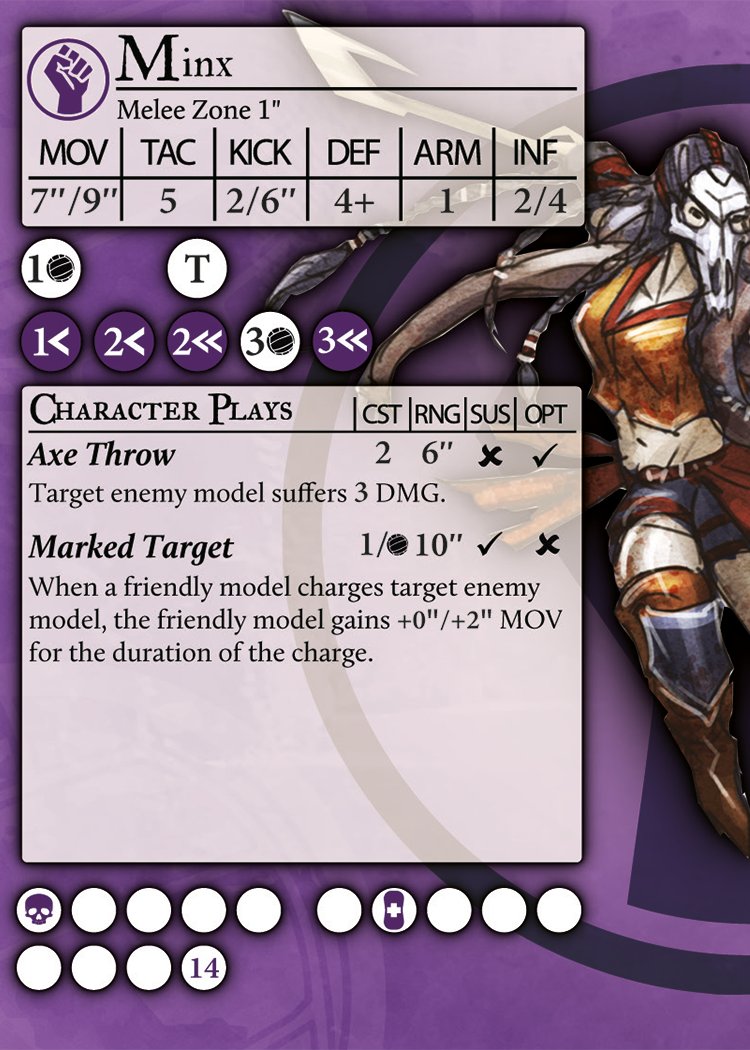 Minx
Melee Zone 1"
MOV TAC KICK DEF ARM INF
7"/9" 5 2/6" 4+ 1 2/4
1 T
1< 2< 2<< 3 3<<
Character Plays CST RNG SUS OPT
Axe Throw 2 6" ✘ ✓
Target enemy model suffers 3 DMG.
Marked Target 1/ 10" ✓ ✘
When a friendly model charges target enemy
model, the friendly model gains +0"/+2" MOV
for the duration of the charge.
14